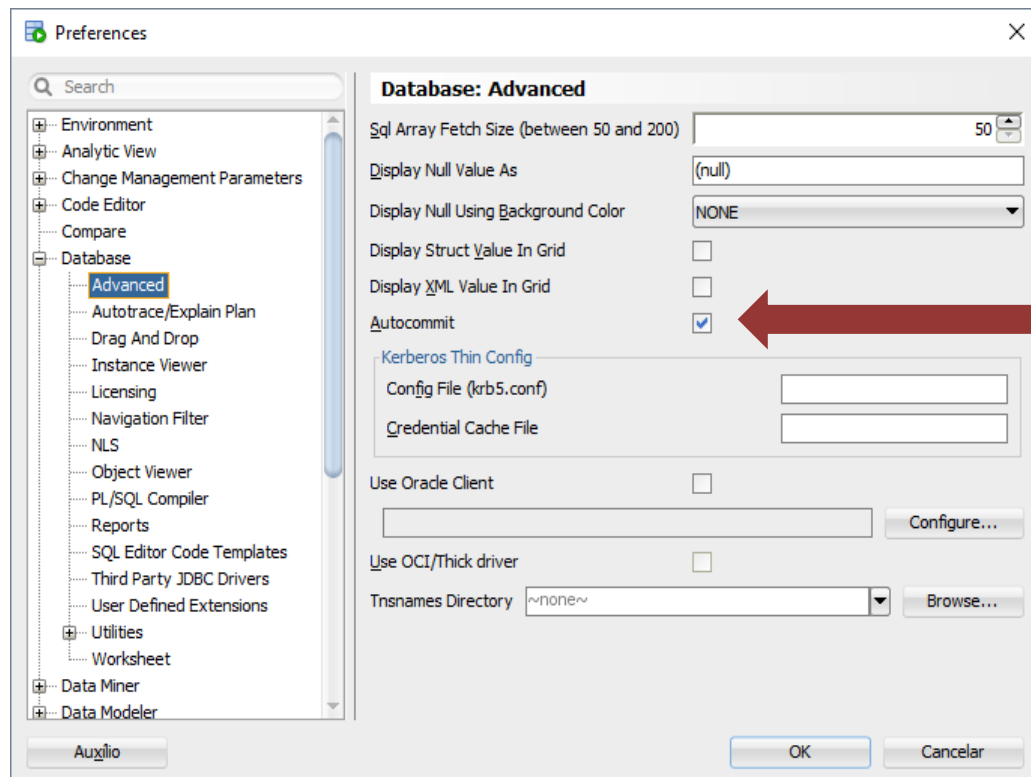 Preferences
Search
Environment
Analytic View
Change Management Parameters
Code Editor
Compare
Database
Advanced
Autotrace/Explain Plan
Drag And Drop
Instance Viewer
Licensing
Navigation Filter
NLS
Object Viewer
PL/SQL Compiler
Reports
SQL Editor Code Templates
Third Party JDBC Drivers
User Defined Extensions
Utilities
Worksheet
Data Miner
Data Modeler
Database: Advanced
Sql Array Fetch Size (between 50 and 200) 50
Display Null Value As (null)
Display Null Using Background Color NONE
Display Struct Value In Grid
Display XML Value In Grid
Autocommit
Kerberos Thin Config
Config File (krb5.conf)
Credential Cache File
Use Oracle Client
Configure...
Use OCI/Thick driver
Tnsnames Directory ~none~ Browse...
Auxílio OK Cancelar